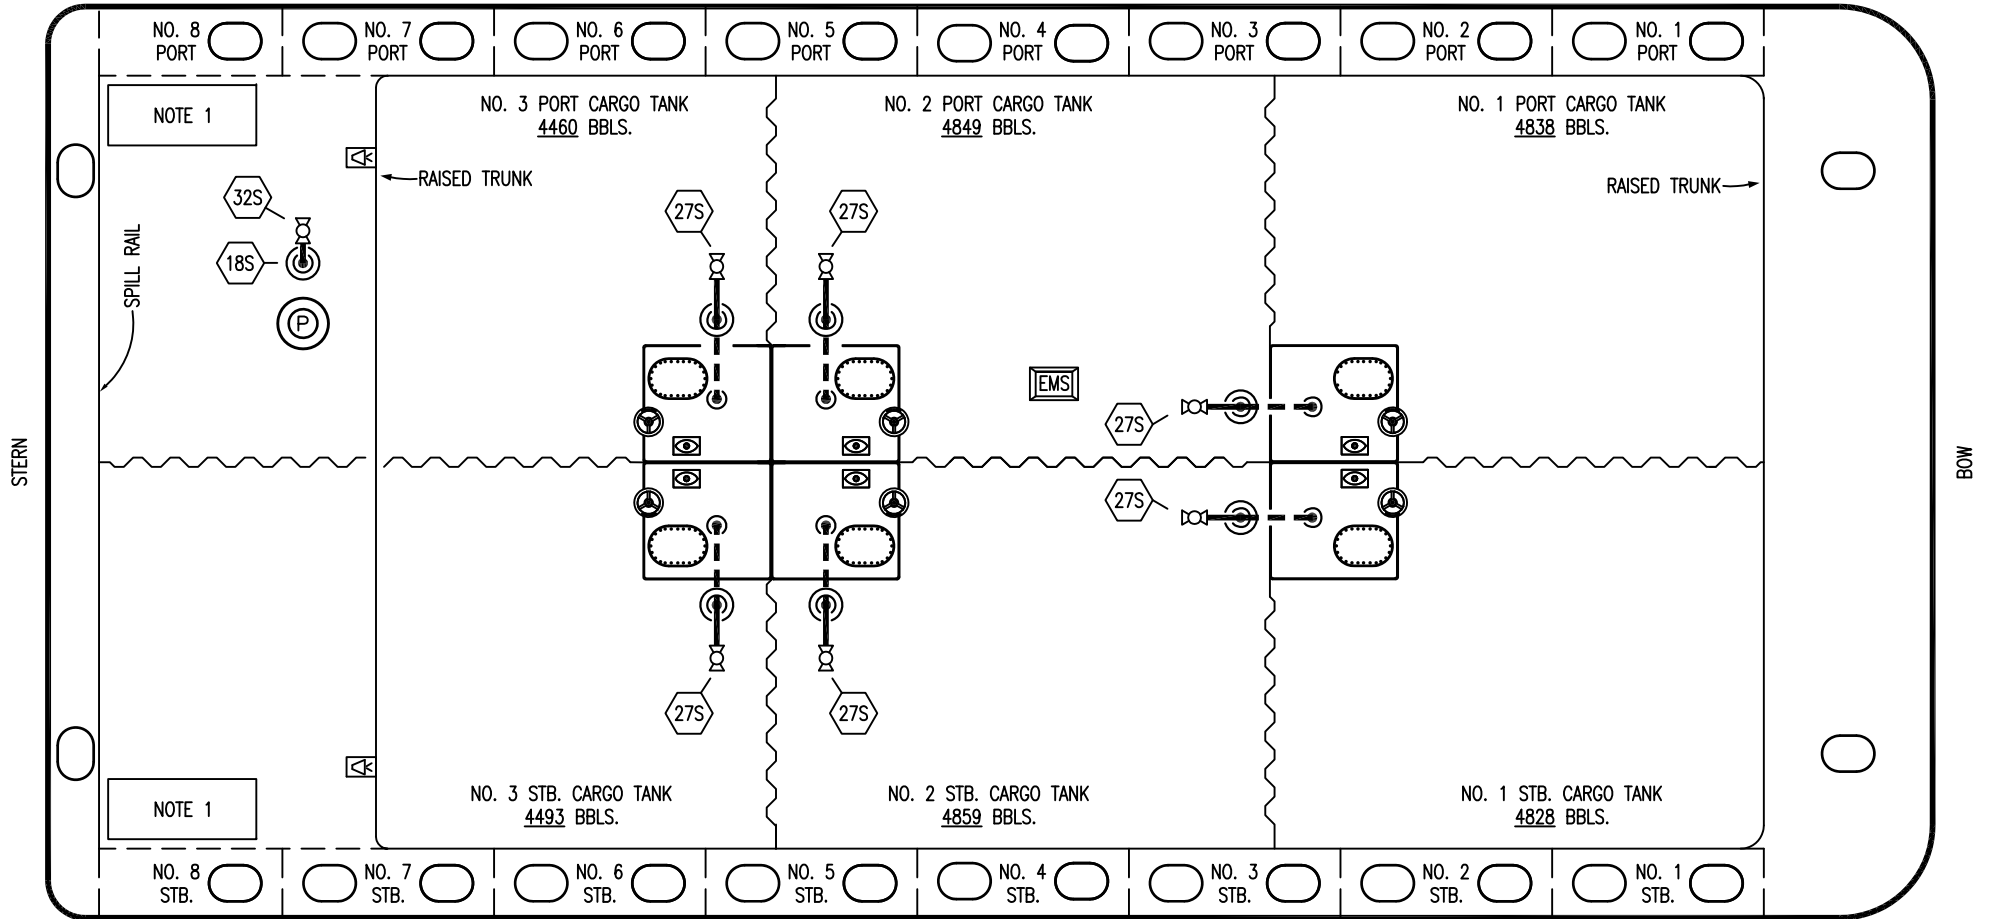 NO. 8
PORT
NO. 7
PORT
NO. 6
PORT
NO. 5
PORT
NO. 4
PORT
NO. 3
PORT
NO. 2
PORT
NO. 1
PORT
NOTE 1
NO. 3 PORT CARGO TANK
4460 BBLS.
NO. 2 PORT CARGO TANK
4849 BBLS.
NO. 1 PORT CARGO TANK
4838 BBLS.
RAISED TRUNK
RAISED TRUNK
32S
27S
27S
18S
SPILL RAIL
P
EMS
27S
STERN
BOW
27S
27S
27S
NO. 3 STB. CARGO TANK
4493 BBLS.
NO. 2 STB. CARGO TANK
4859 BBLS.
NO. 1 STB. CARGO TANK
4828 BBLS.
NOTE 1
NO. 8
STB.
NO. 7
STB.
NO. 6
STB.
NO. 5
STB.
NO. 4
STB.
NO. 3
STB.
NO. 2
STB.
NO. 1
STB.